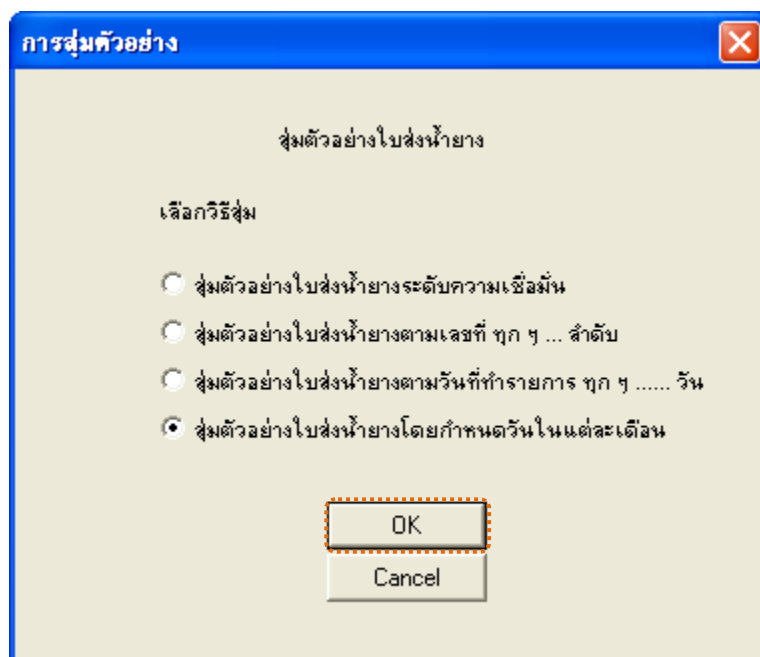 การสุ่มตัวอย่าง
สุ่มตัวอย่างใบส่งน้ำยาง
เลือกวิธีสุ่ม
สุ่มตัวอย่างใบส่งน้ำยางระดับความเชื่อมั่น
สุ่มตัวอย่างใบส่งน้ำยางตามเลขที่ ทุก ๆ ... ลำดับ
สุ่มตัวอย่างใบส่งน้ำยางตามวันที่ทำรายการ ทุก ๆ ...... วัน
สุ่มตัวอย่างใบส่งน้ำยางโดยกำหนดวันในแต่ละเดือน
OK
Cancel